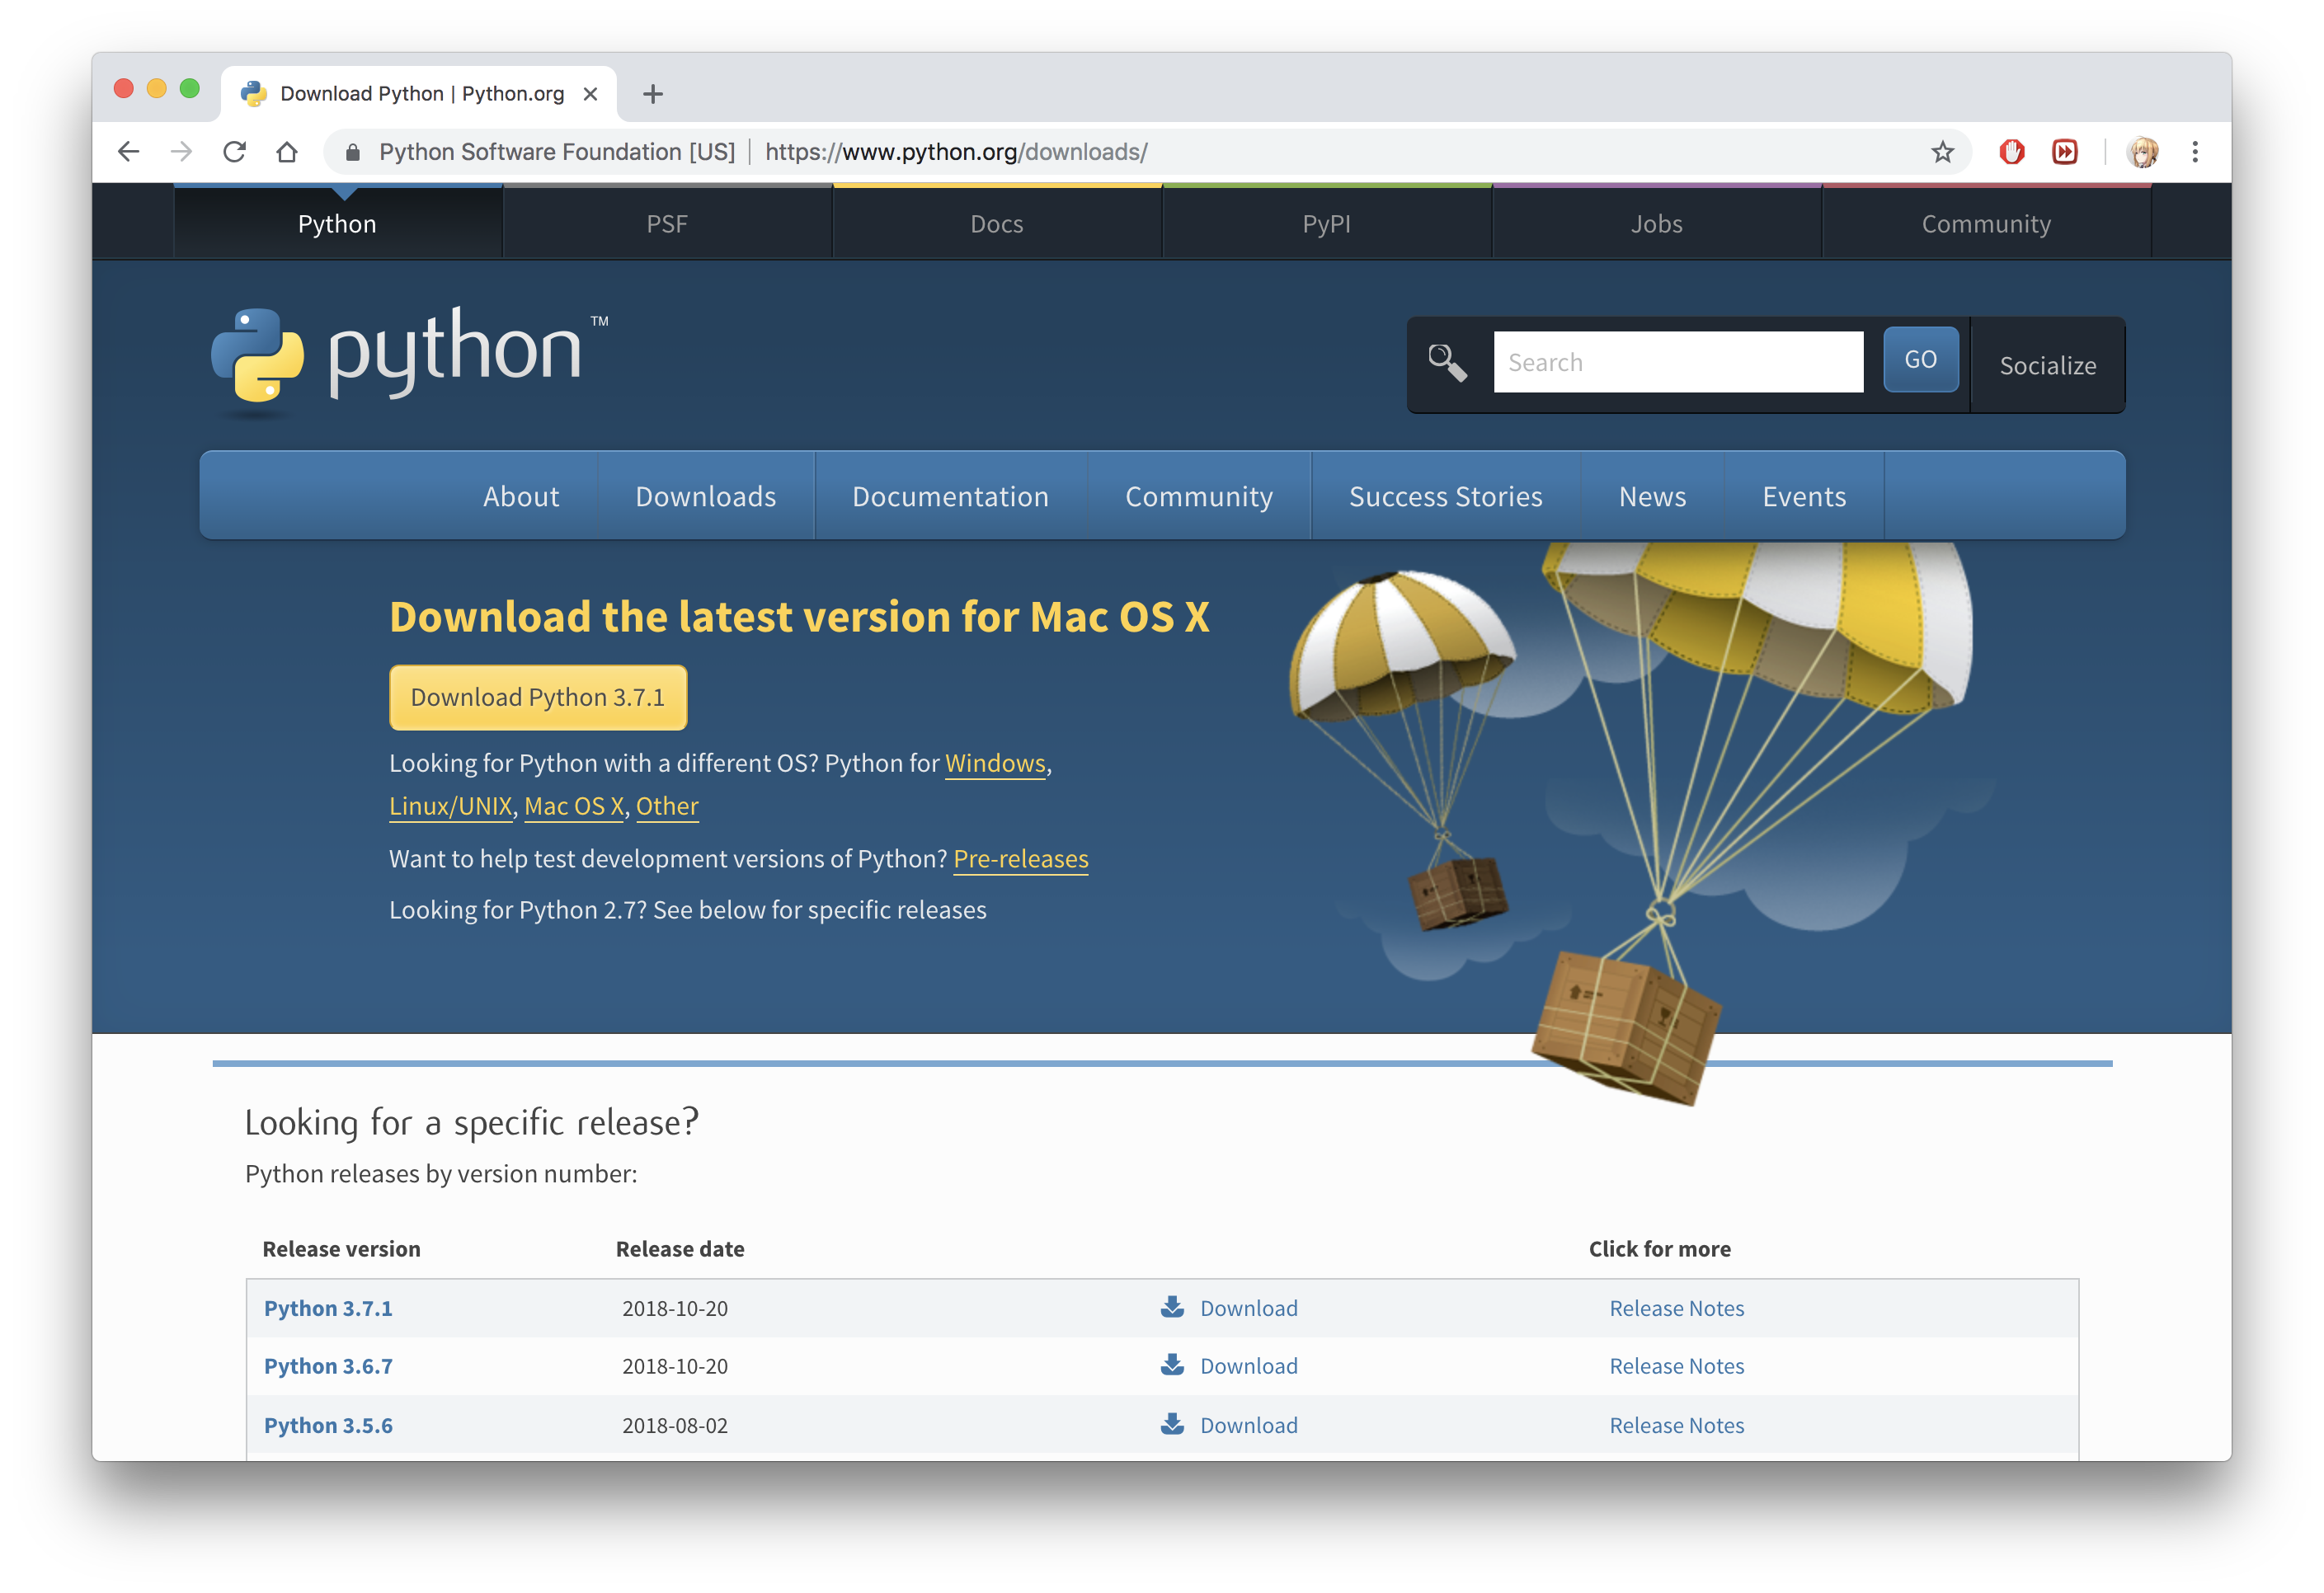 Download Python | Python.org
Python Software Foundation [US] https://www.python.org/downloads/
Python PSF Docs PyPI Jobs Community
python™
Search GO Socialize
About Downloads Documentation Community Success Stories News Events
Download the latest version for Mac OS X
Download Python 3.7.1
Looking for Python with a different OS? Python for Windows,
Linux/UNIX, Mac OS X, Other
Want to help test development versions of Python? Pre-releases
Looking for Python 2.7? See below for specific releases
Looking for a specific release?
Python releases by version number:
Release version Release date Click for more
Python 3.7.1 2018-10-20 Download Release Notes
Python 3.6.7 2018-10-20 Download Release Notes
Python 3.5.6 2018-08-02 Download Release Notes